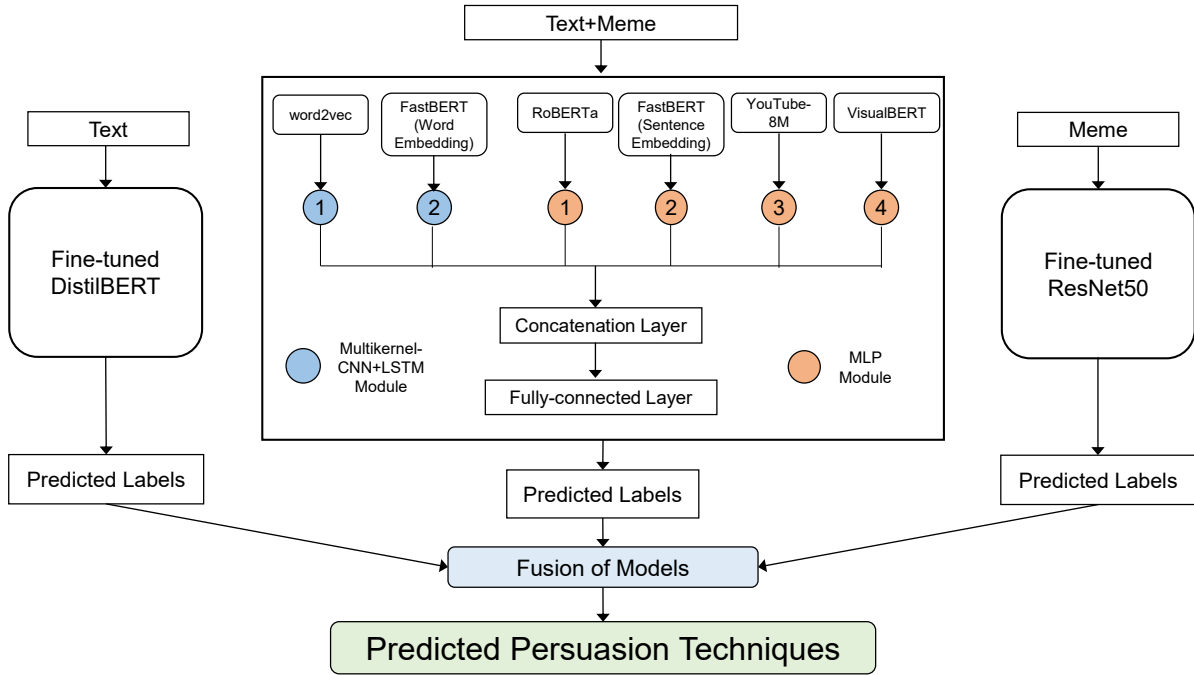 Text+Meme
word2vec
FastBERT
(Word
Embedding)
RoBERTa
FastBERT
(Sentence
Embedding)
YouTube-
8M
VisualBERT
Text
Meme
1
2
1
2
3
4
Fine-tuned
DistilBERT
Fine-tuned
ResNet50
Concatenation Layer
Multikernel-
CNN+LSTM
Module
MLP
Module
Fully-connected Layer
Predicted Labels
Predicted Labels
Predicted Labels
Fusion of Models
Predicted Persuasion Techniques